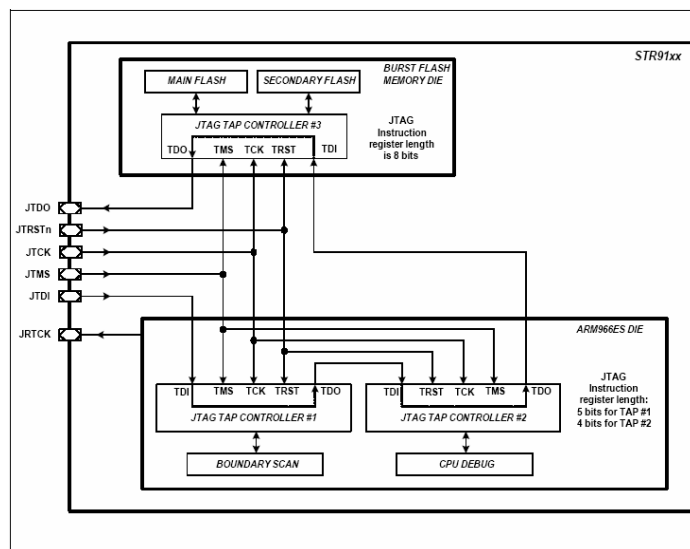 STR91xx
BURST FLASH
MEMORY DIE
MAIN FLASH
SECONDARY FLASH
JTAG TAP CONTROLLER #3
TDO TMS TCK TRST TDI
JTAG
Instruction
register length
is 8 bits
JTDO
JTRSTn
JTCK
JTMS
JTDI
JRTCK
ARM966ES DIE
TDI TMS TCK TRST TDO
JTAG TAP CONTROLLER #1
BOUNDARY SCAN
TDI TRST TCK TMS TDO
JTAG TAP CONTROLLER #2
CPU DEBUG
JTAG
Instruction
register length:
5 bits for TAP #1
4 bits for TAP #2